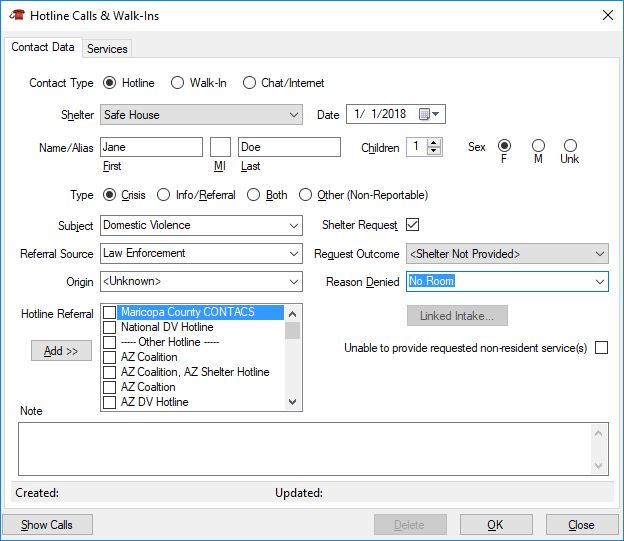 Hotline Calls & Walk-Ins
Contact Data Services
Contact Type Hotline Walk-In Chat/Internet
Shelter Safe House Date 1/ 1/2018
Name/Alias Jane Doe Children 1 Sex F M Unk
First MI Last
Type Crisis Info/Referral Both Other (Non-Reportable)
Subject Domestic Violence Shelter Request
Referral Source Law Enforcement Request Outcome <Shelter Not Provided>
Origin <Unknown> Reason Denied No Room
Hotline Referral Maricopa County CONTACS Linked Intake...
National DV Hotline
----- Other Hotline -----
Add >> AZ Coalition Unable to provide requested non-resident service(s)
AZ Coalition, AZ Shelter Hotline
AZ Coaltion
AZ DV Hotline
Note
Created: Updated:
Show Calls Delete OK Close